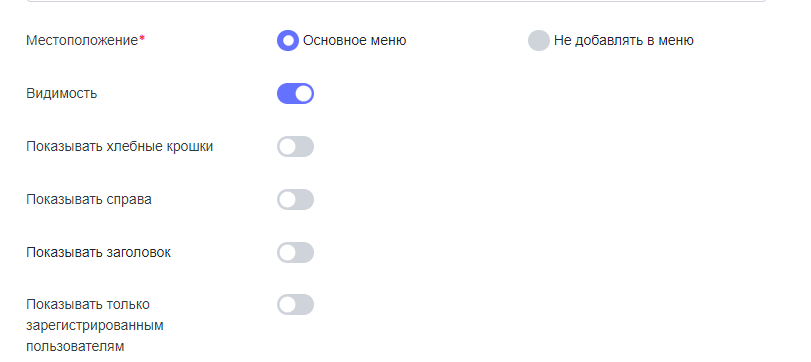 Местоположение* Основное меню Не добавлять в меню
Видимость
Показывать хлебные крошки
Показывать справа
Показывать заголовок
Показывать только
зарегистрированным
пользователям